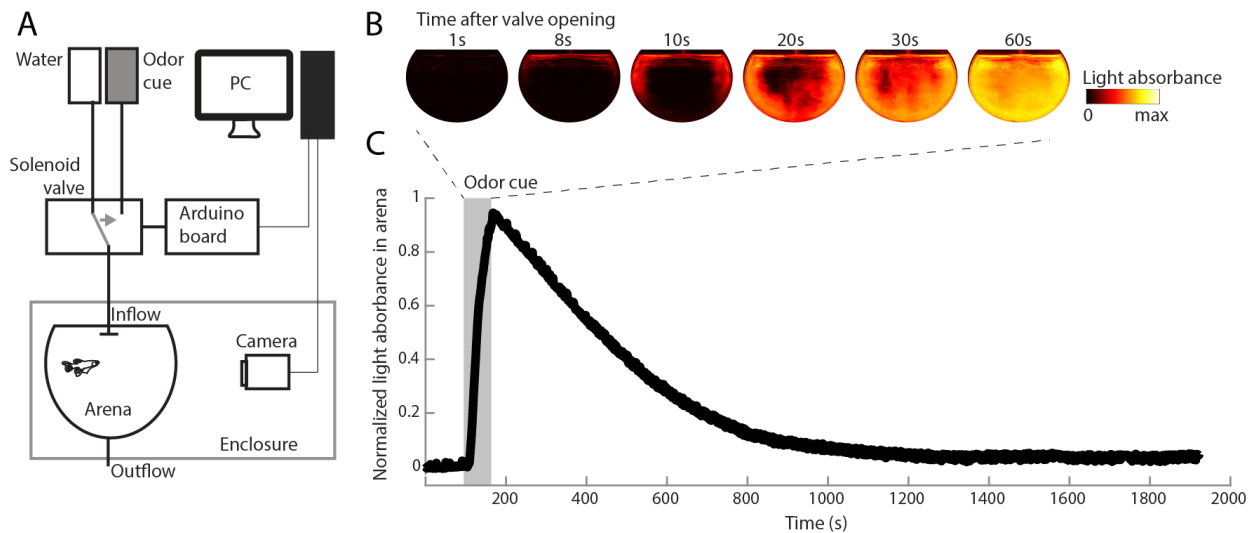 A
Water
Odor
cue
PC
Solenoid
valve
Arduino
board
Inflow
Camera
Arena
Enclosure
Outflow
B
Time after valve opening
1s 8s 10s 20s 30s 60s
Light absorbance
0 max
C
Odor cue
Normalized light aborbance in arena
1
0.8
0.6
0.4
0.2
0
200 400 600 800 1000 1200 1400 1600 1800 2000
Time (s)